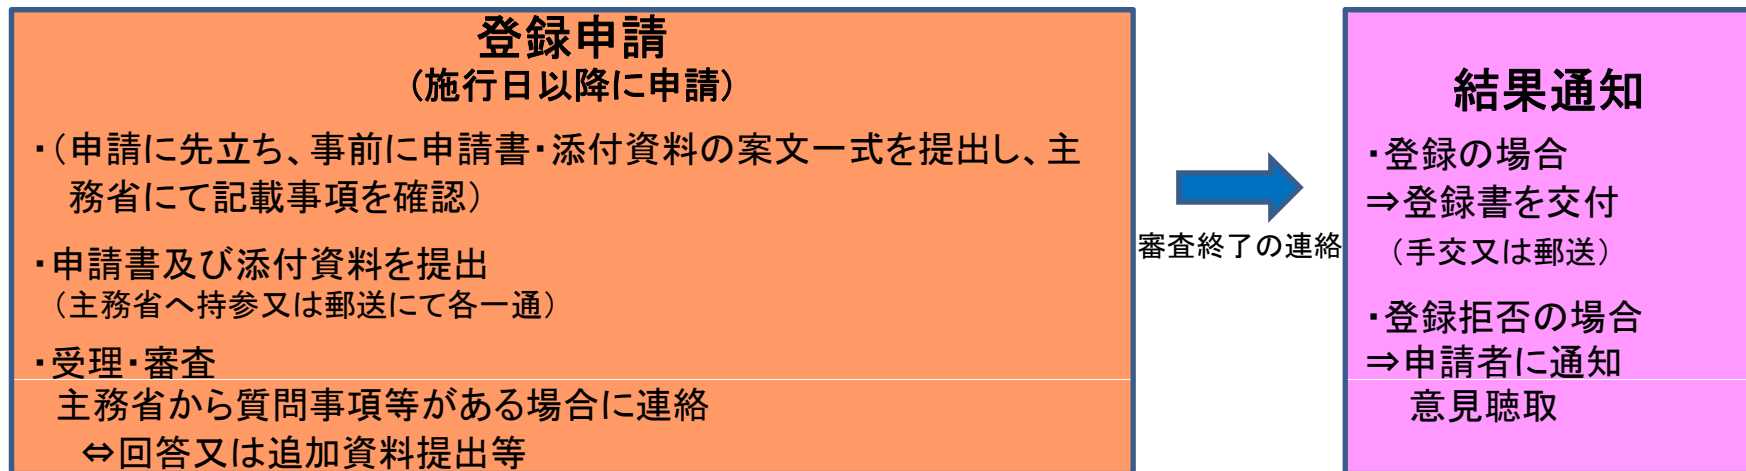 登録申請
(施行日以降に申請)
・(申請に先立ち、事前に申請書・添付資料の案文一式を提出し、主
務省にて記載事項を確認)
・申請書及び添付資料を提出
(主務省へ持参又は郵送にて各一通)
・受理・審査
主務省から質問事項等がある場合に連絡
⇔回答又は追加資料提出等
審査終了の連絡
結果通知
・登録の場合
⇒登録書を交付
(手交又は郵送)
・登録拒否の場合
⇒申請者に通知
意見聴取